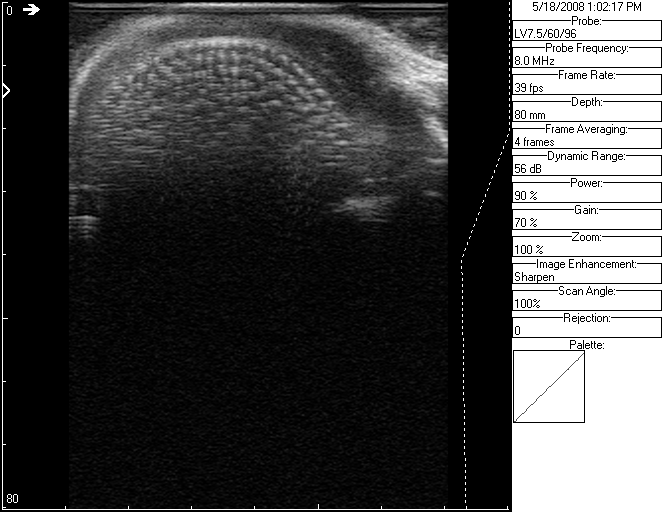 0
80
5/18/2008 1:02:17 PM
Probe:
LV7.5/60/96
Probe Frequency:
8.0 MHz
Frame Rate:
39 fps
Depth:
80 mm
Frame Averaging:
4 frames
Dynamic Range:
56 dB
Power:
90 %
Gain:
70 %
Zoom:
100 %
Image Enhancement:
Sharpen
Scan Angle:
100%
Rejection:
0
Palette: